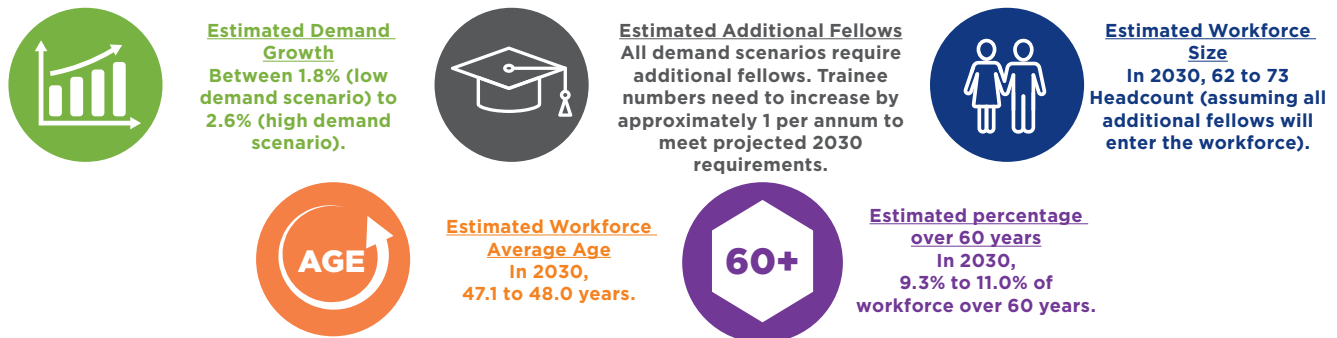 Estimated Demand
Growth
Between 1.8% (low
demand scenario) to
2.6% (high demand
scenario).
Estimated Additional Fellows
All demand scenarios require
additional fellows. Trainee
numbers need to increase by
approximately 1 per annum to
meet projected 2030
requirements.
Estimated Workforce
Size
In 2030, 62 to 73
Headcount (assuming all
additional fellows will
enter the workforce).
AGE
Estimated Workforce
Average Age
In 2030,
47.1 to 48.0 years.
60+
Estimated percentage
over 60 years
In 2030,
9.3% to 11.0% of
workforce over 60 years.